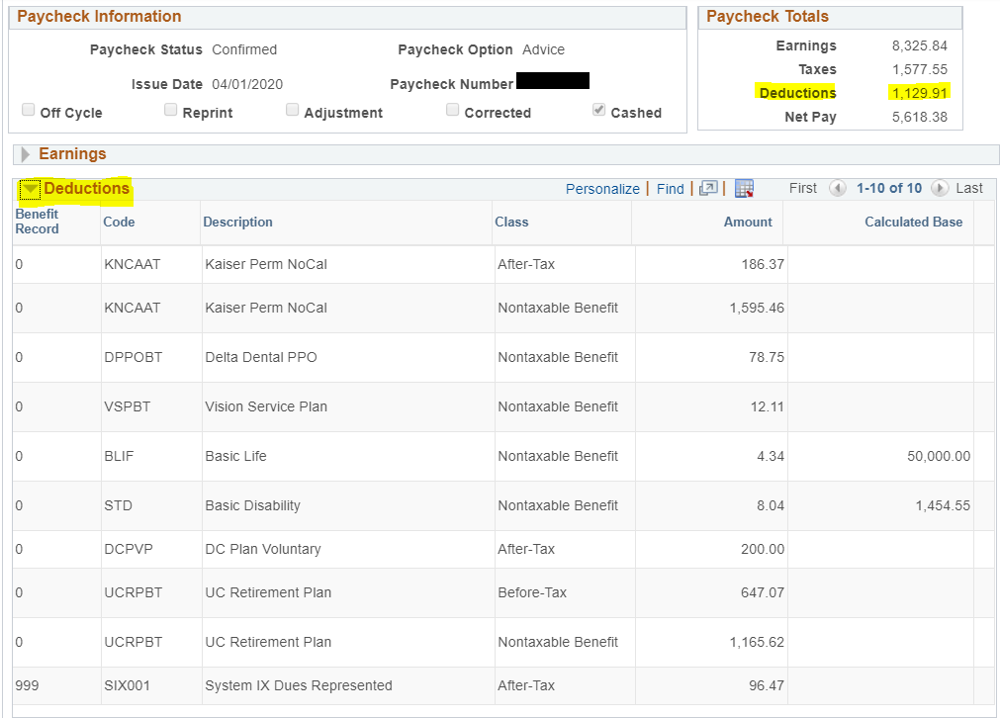 Paycheck Information
Paycheck Status Confirmed Paycheck Option Advice
Issue Date 04/01/2020 Paycheck Number
Off Cycle Reprint Adjustment Corrected Cashed
Paycheck Totals
Earnings 8,325.84
Taxes 1,577.55
Deductions 1,129.91
Net Pay 5,618.38
Earnings
Deductions Personalize | Find | | First 1-10 of 10 Last
Benefit Record Code Description Class Amount Calculated Base
0 KNCAAT Kaiser Perm NoCal After-Tax 186.37
0 KNCAAT Kaiser Perm NoCal Nontaxable Benefit 1,595.46
0 DPPOBT Delta Dental PPO Nontaxable Benefit 78.75
0 VSPBT Vision Service Plan Nontaxable Benefit 12.11
0 BLIF Basic Life Nontaxable Benefit 4.34 50,000.00
0 STD Basic Disability Nontaxable Benefit 8.04 1,454.55
0 DCPVP DC Plan Voluntary After-Tax 200.00
0 UCRPBT UC Retirement Plan Before-Tax 647.07
0 UCRPBT UC Retirement Plan Nontaxable Benefit 1,165.62
999 SIX001 System IX Dues Represented After-Tax 96.47